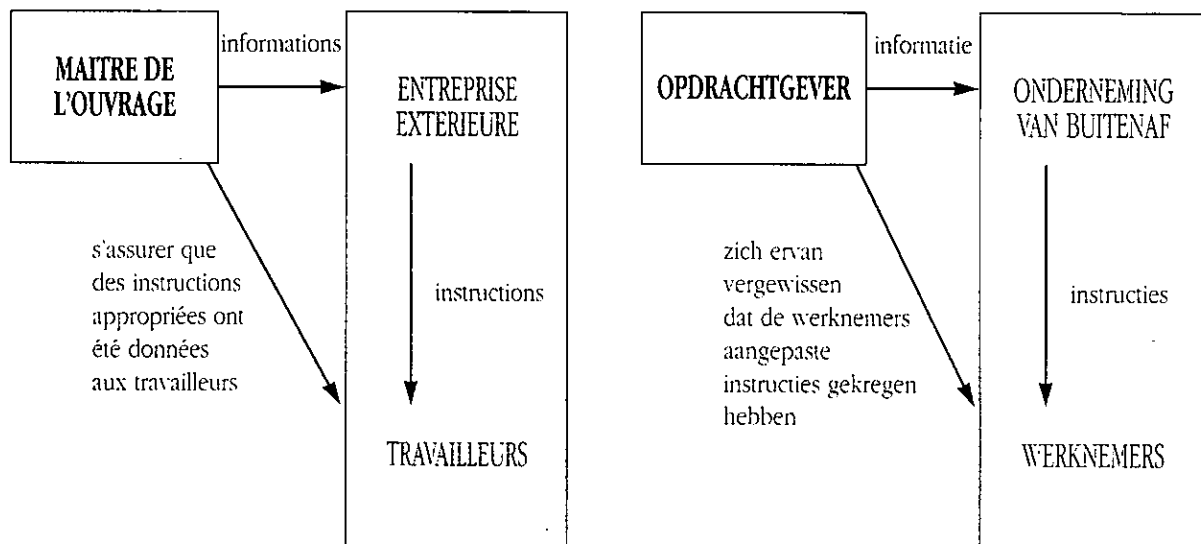 informations
MAITRE DE
L'OUVRAGE
ENTREPRISE
EXTERIEURE
s'assurer que
des instructions
appropriées ont
été données
aux travailleurs
instructions
TRAVAILLEURS
informatie
OPDRACHTGEVER
ONDERNEMING
VAN BUITENAF
zich ervan
vergewissen
dat de werknemers
aangepaste
instructies gekregen
hebben
instructies
WERKNEMERS